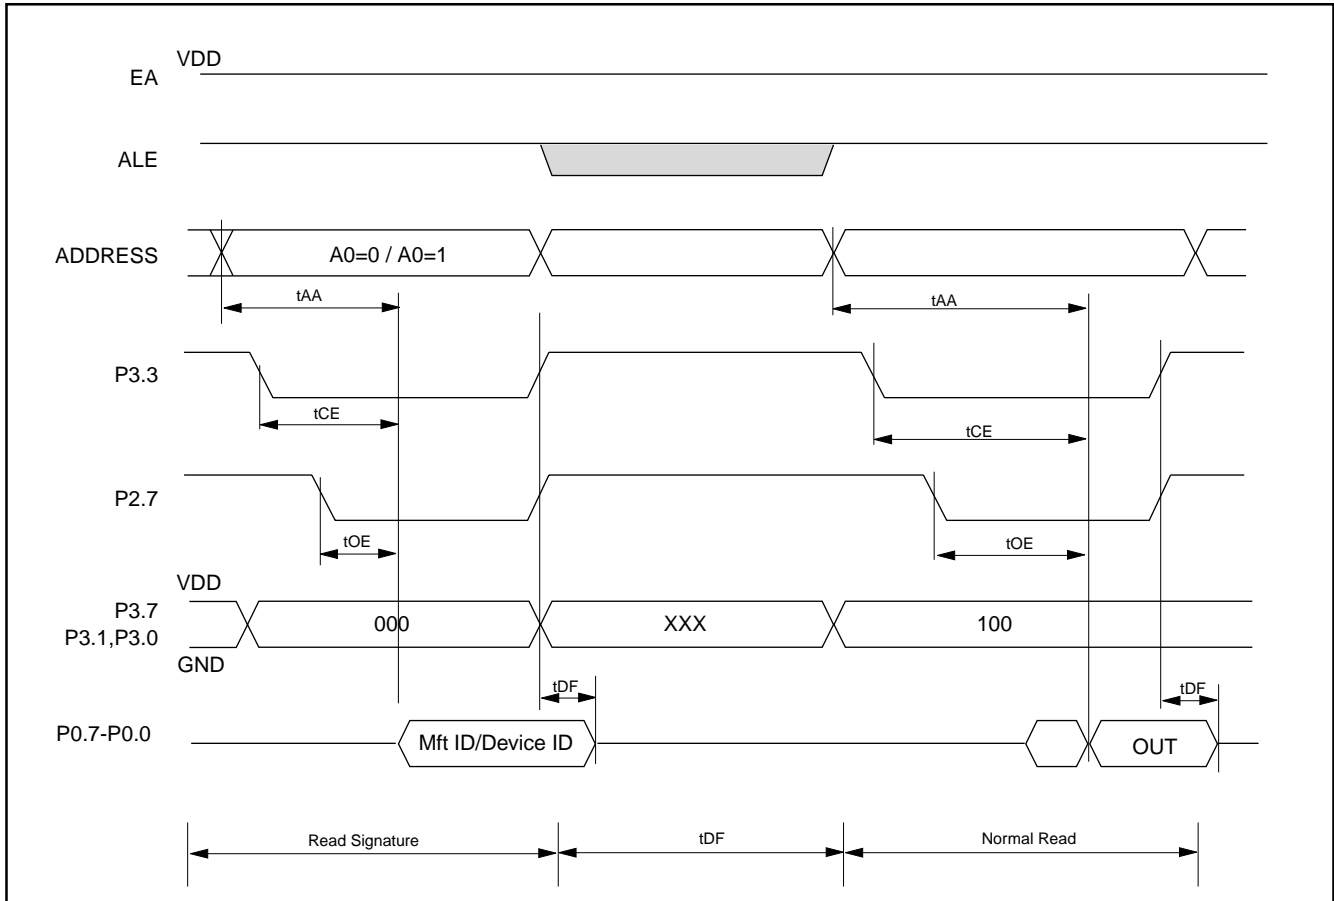 VDD
EA
ALE
ADDRESS A0=0 / A0=1
tAA tAA
P3.3
tCE tCE
P2.7
tOE tOE
VDD
P3.7
P3.1,P3.0 000 XXX 100
GND
tDF tDF
P0.7-P0.0 Mft ID/Device ID OUT
Read Signature tDF Normal Read